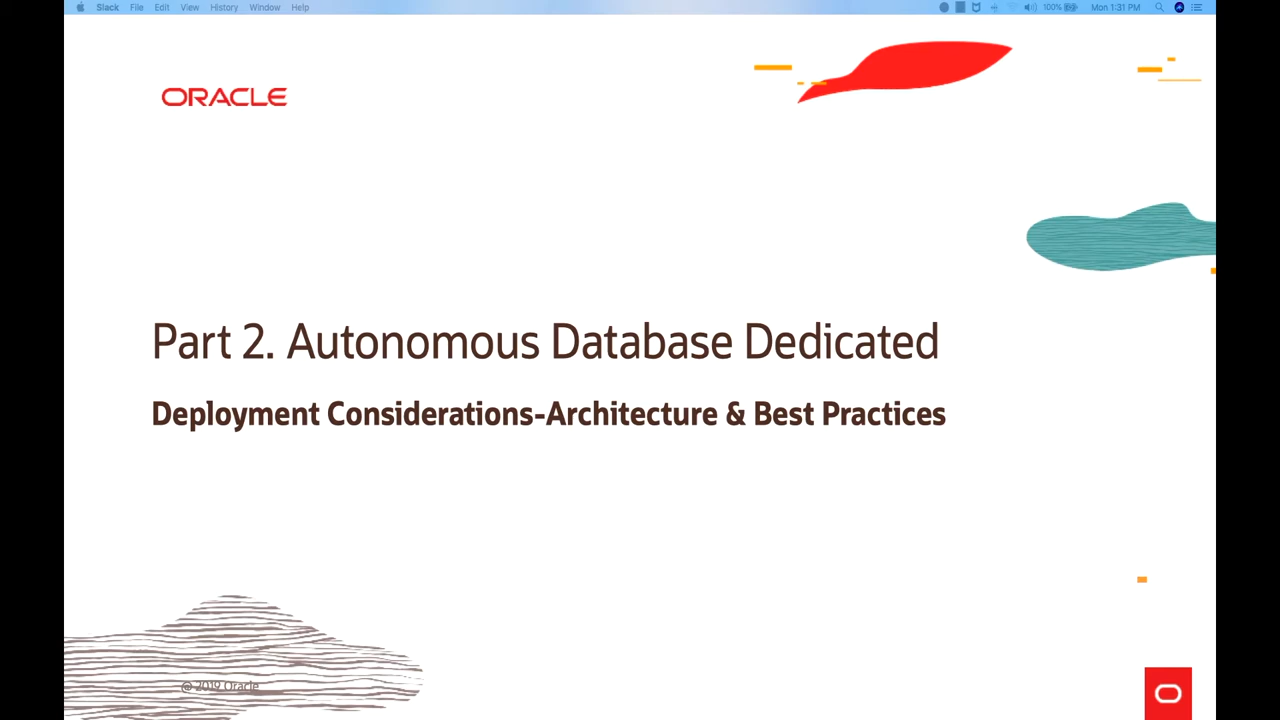 Slack File Edit View History Window Help 100% Mon 1:31 PM
ORACLE
Part 2. Autonomous Database Dedicated
Deployment Considerations-Architecture & Best Practices
@ 2019 Oracle